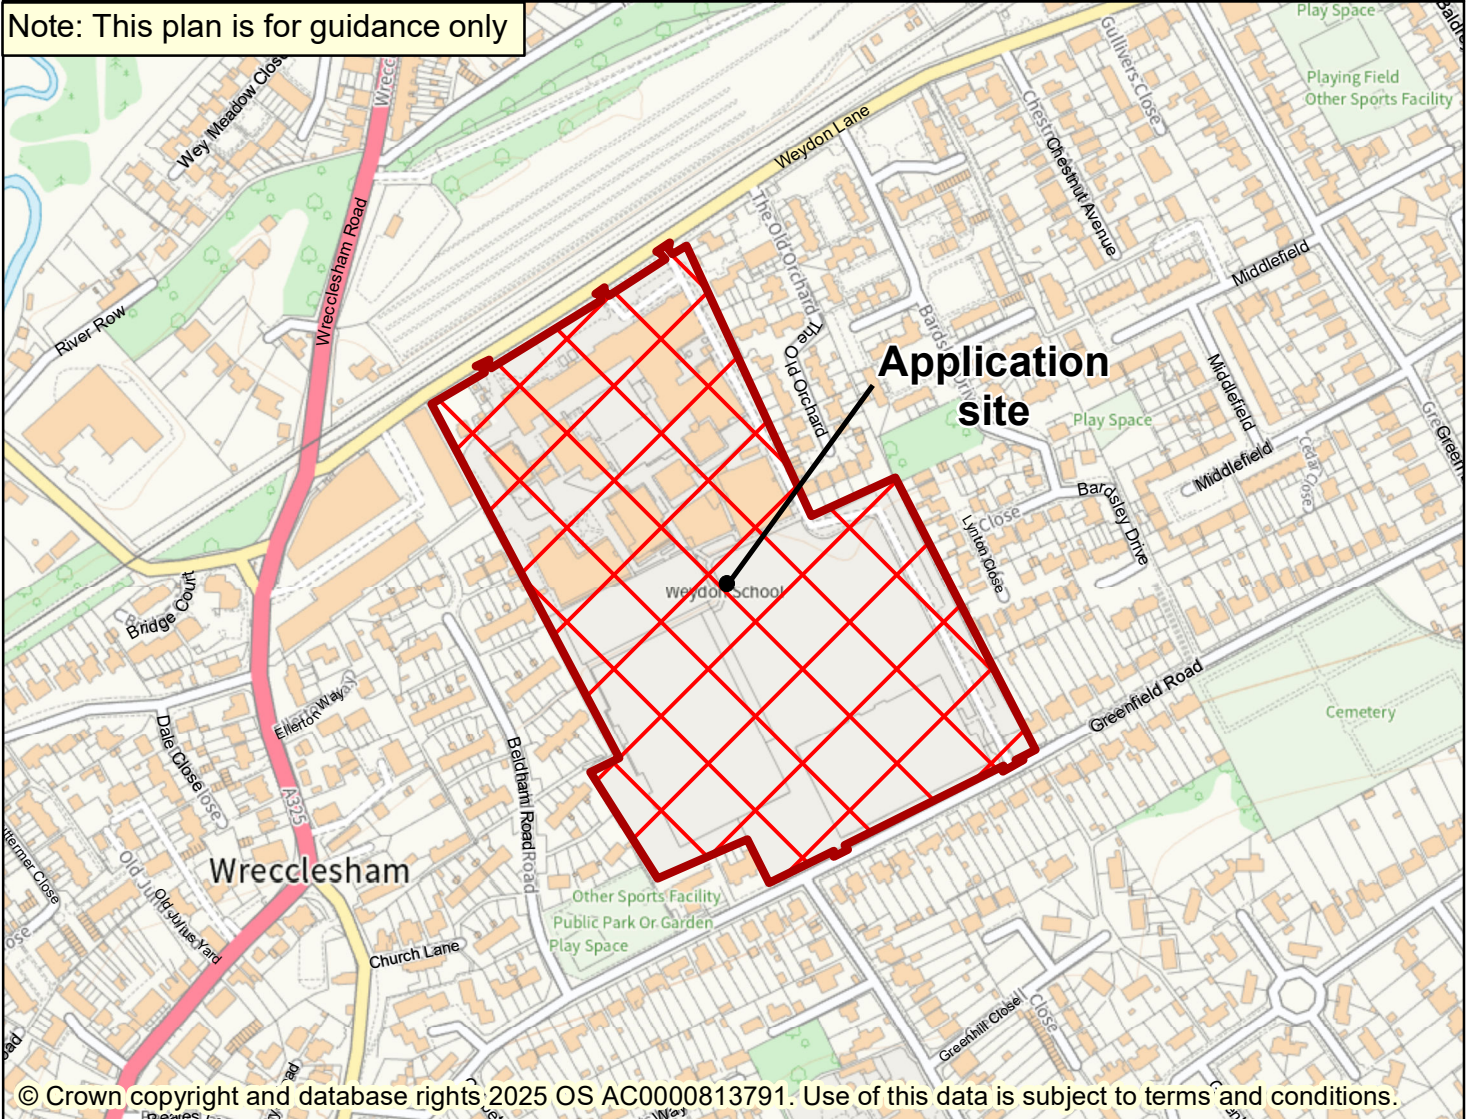 Note: This plan is for guidance only
Play Space
Playing Field
Other Sports Facility
Wey Meadow Close
Gullivers Close
Weydon Lane
Chestnut Avenue
Wrecclesham Road
The Old Orchard
The Old Orchard
Middlefield
River Row
Application
site
Middlefield
Play Space
Middlefield
Cedar Close
Bardsley Drive
Close
Lynton Close
Weydon School
Bridge Court
Ellerton Way
Greenfield Road
Cemetery
Dale Close
Beldham Road
Road
A325
Wrecclesham
Old Julius Yard
Other Sports Facility
Public Park Or Garden
Play Space
Church Lane
Greenhill Close
Close
© Crown copyright and database rights 2025 OS AC0000813791. Use of this data is subject to terms and conditions.